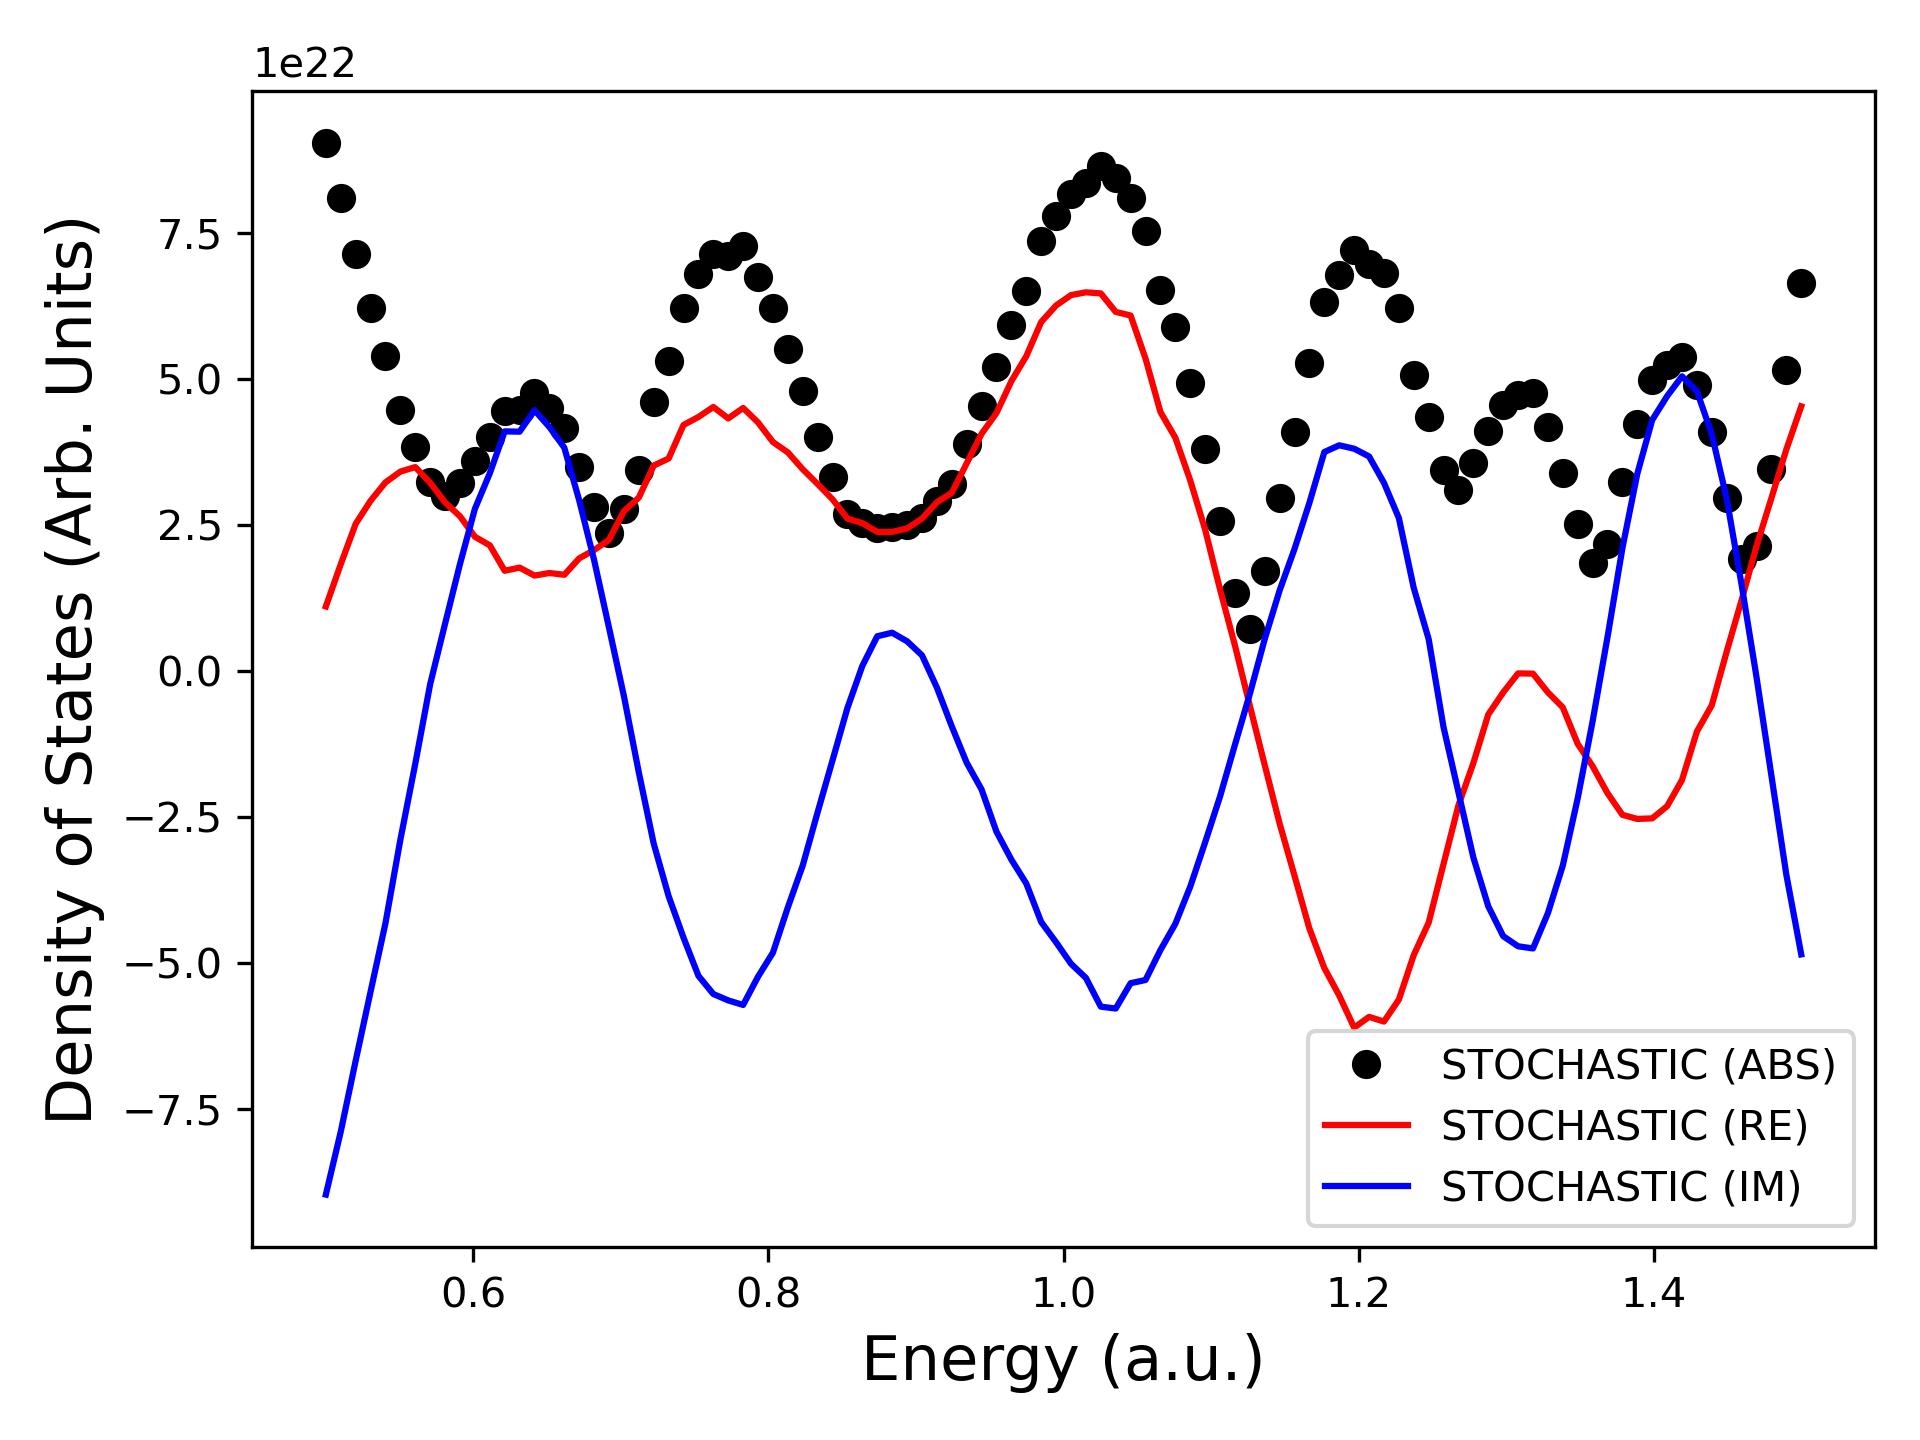 1e22
Density of States (Arb. Units)
7.5
5.0
2.5
0.0
−2.5
−5.0
−7.5
STOCHASTIC (ABS)
STOCHASTIC (RE)
STOCHASTIC (IM)
0.6 0.8 1.0 1.2 1.4
Energy (a.u.)